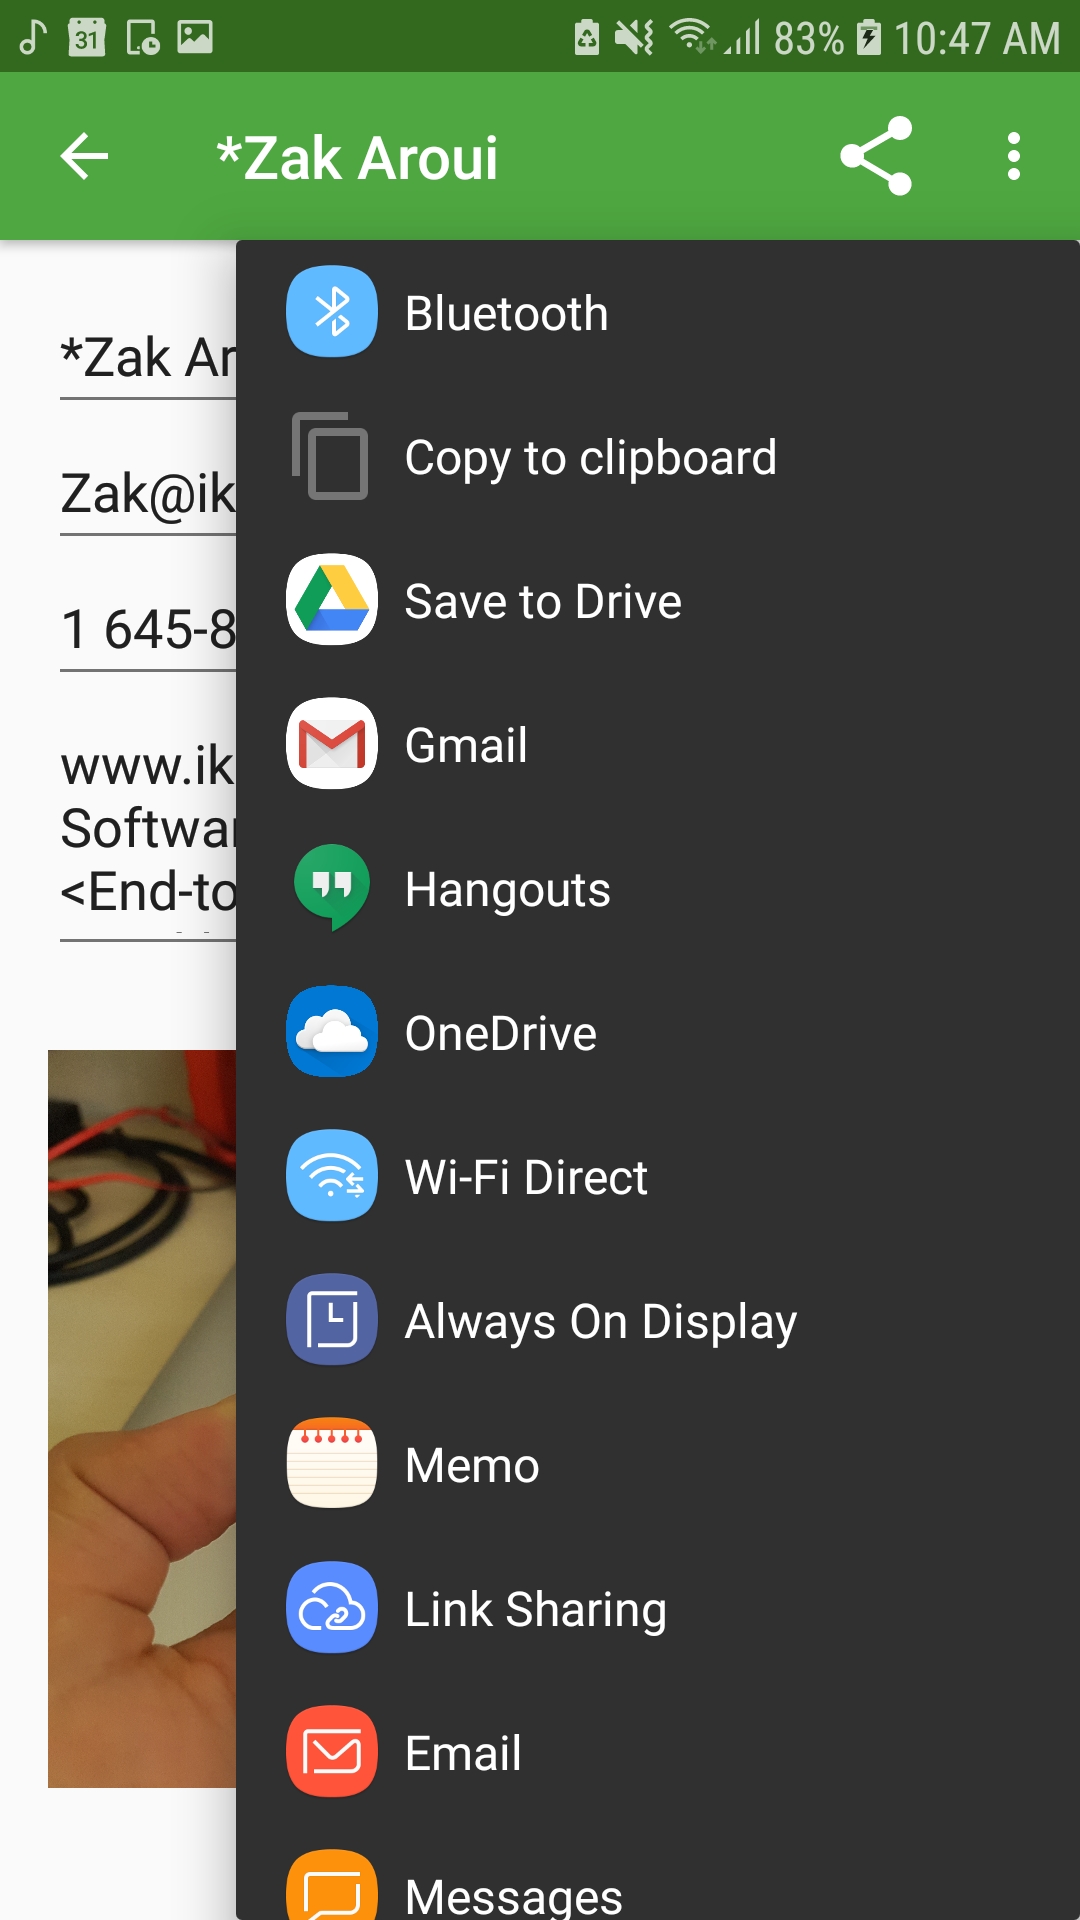 31
83%
10:47 AM
*Zak Aroui
Bluetooth
*Zak Ar
Copy to clipboard
Zak@ik
Save to Drive
1 645-8
Gmail
www.ik
Softwar
<End-to
Hangouts
OneDrive
Wi-Fi Direct
Always On Display
Memo
Link Sharing
Email
Messages